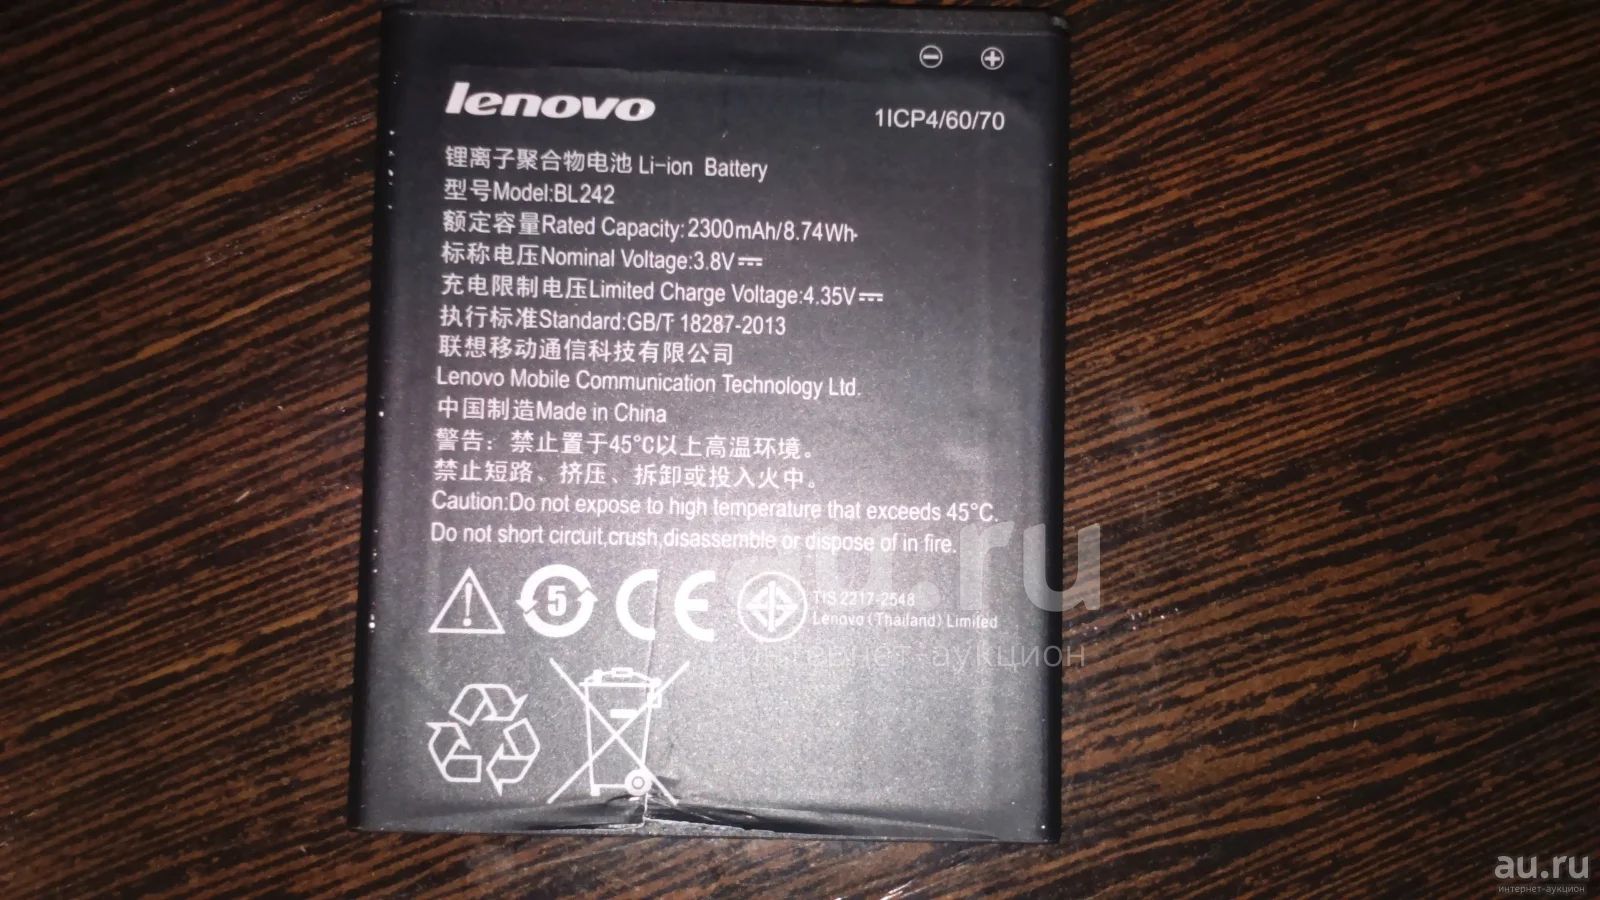 ⊖ ⊕
lenovo
1ICP4/60/70
锂离子聚合物电池 Li-ion Battery
型号Model:BL242
额定容量Rated Capacity:2300mAh/8.74Wh
标称电压Nominal Voltage:3.8V⎓
充电限制电压Limited Charge Voltage:4.35V⎓
执行标准Standard:GB/T 18287-2013
联想移动通信科技有限公司
Lenovo Mobile Communication Technology Ltd.
中国制造Made in China
警告：禁止置于45°C以上高温环境。
禁止短路、挤压、拆卸或投入火中。
Caution:Do not expose to high temperature that exceeds 45°C.
Do not short circuit,crush,disassemble or dispose of in fire.
5
CE
TIS 2217-2548
Lenovo (Thailand) Limited
au.ru
интернет-аукцион
au.ru
интернет-аукцион